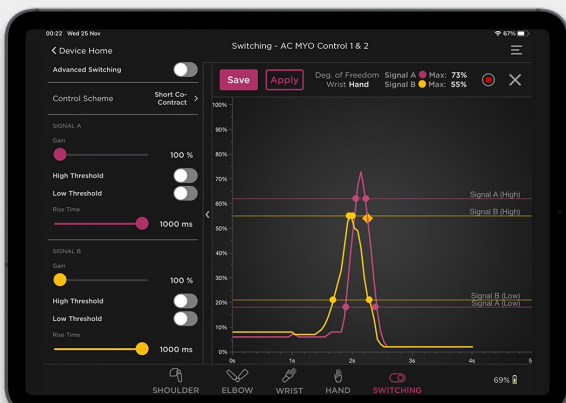 00:22 Wed 25 Nov
67%
Device Home
Switching - AC MYO Control 1 & 2
Advanced Switching
Save
Apply
Deg. of Freedom Signal A Max: 73%
Wrist Hand Signal B Max: 55%
Control Scheme
Short Co-
Contract
SIGNAL A
Gain
100 %
High Threshold
Low Threshold
Rise Time
1000 ms
SIGNAL B
Gain
100 %
High Threshold
Low Threshold
Rise Time
1000 ms
100%
90%
80%
70%
60%
50%
40%
30%
20%
10%
0%
Signal A (High)
Signal B (High)
Signal B (Low)
Signal A (Low)
0s 1s 2s 3s 4s 5
SHOULDER ELBOW WRIST HAND SWITCHING
69%